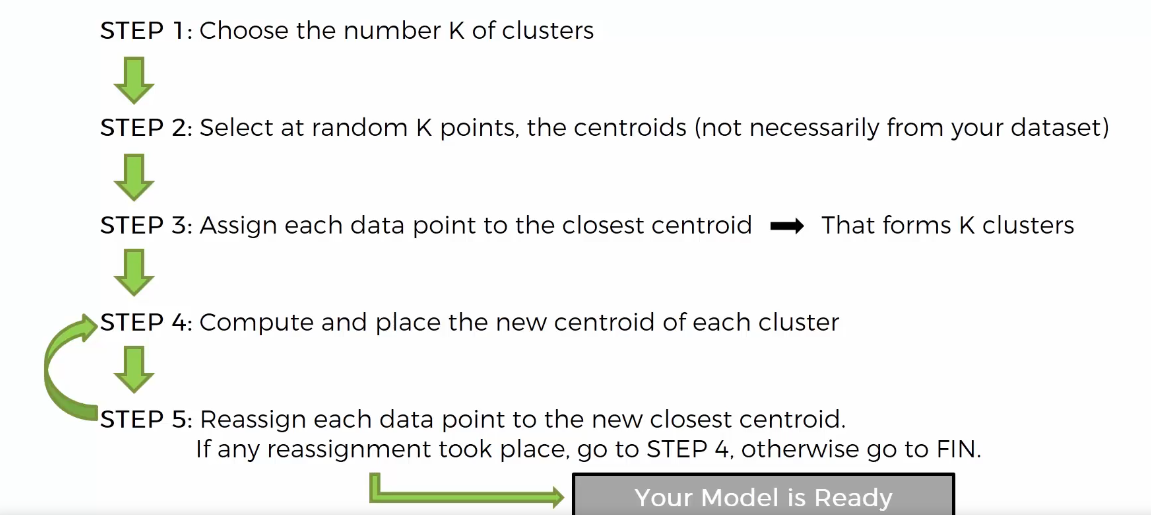 STEP 1: Choose the number K of clusters
STEP 2: Select at random K points, the centroids (not necessarily from your dataset)
STEP 3: Assign each data point to the closest centroid ➡ That forms K clusters
STEP 4: Compute and place the new centroid of each cluster
STEP 5: Reassign each data point to the new closest centroid.
If any reassignment took place, go to STEP 4, otherwise go to FIN.
Your Model is Ready